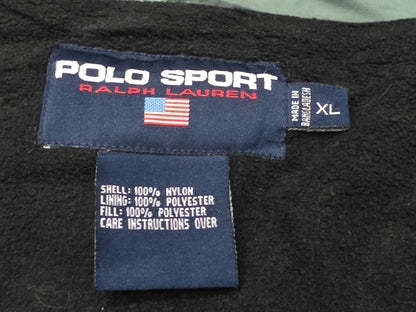 POLO SPORT
RALPH LAUREN
MADE IN
BANGLADESH
XL
SHELL: 100% NYLON
LINING: 100% POLYESTER
FILL: 100% POLYESTER
CARE INSTRUCTIONS OVER